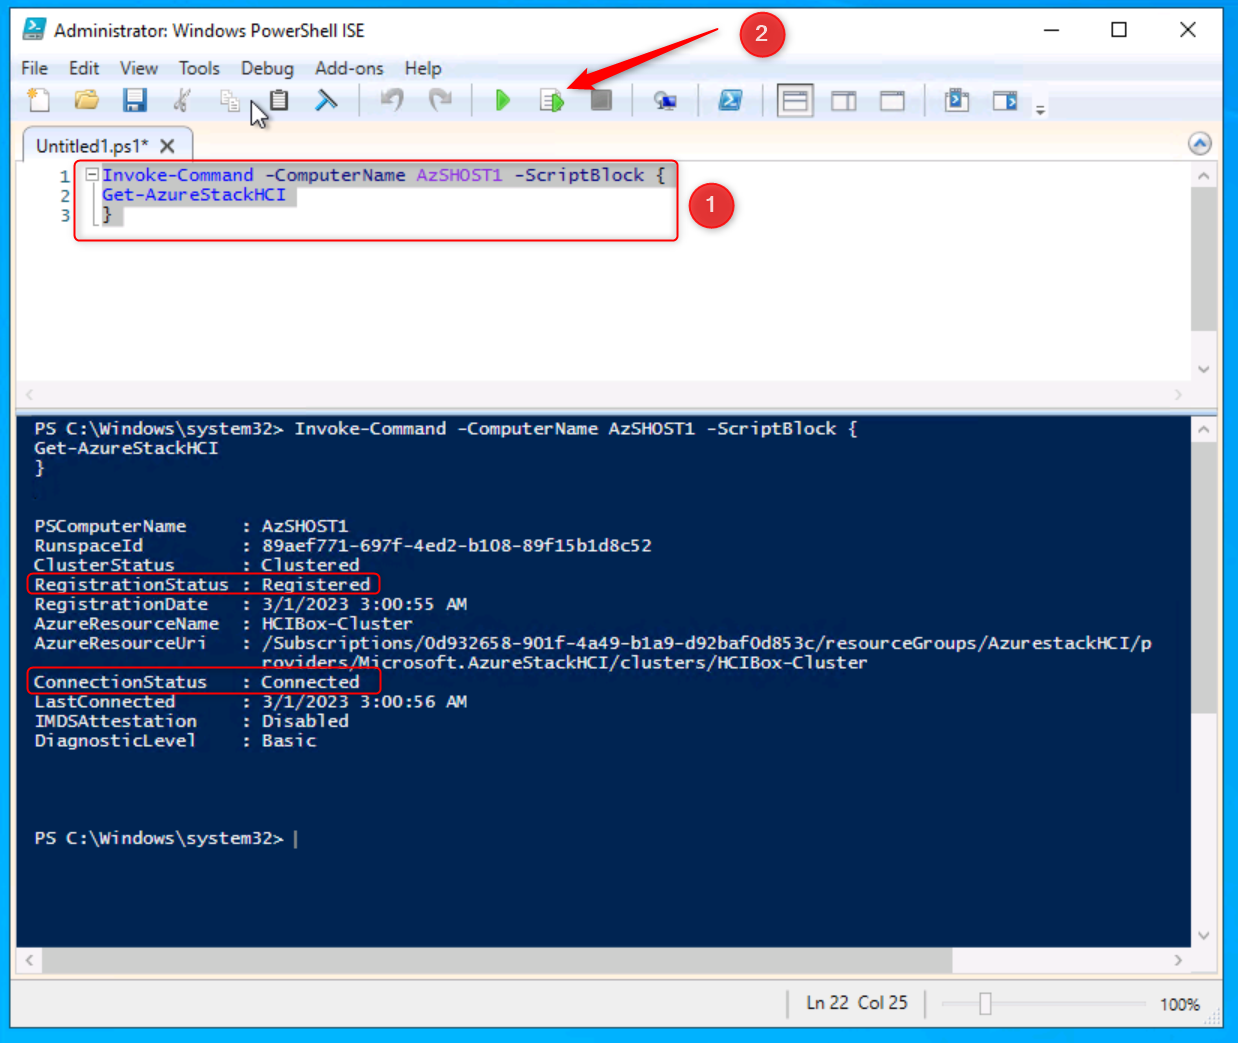 Administrator: Windows PowerShell ISE
2
File Edit View Tools Debug Add-ons Help
Untitled1.ps1*
1 Invoke-Command -ComputerName AzSHOST1 -ScriptBlock {
2 Get-AzureStackHCI
3 }
1
PS C:\Windows\system32> Invoke-Command -ComputerName AzSHOST1 -ScriptBlock {
Get-AzureStackHCI
}
PSComputerName : AzSHOST1
RunspaceId : 89aef771-697f-4ed2-b108-89f15b1d8c52
ClusterStatus : Clustered
RegistrationStatus : Registered
RegistrationDate : 3/1/2023 3:00:55 AM
AzureResourceName : HCIBox-Cluster
AzureResourceUri : /Subscriptions/0d932658-901f-4a49-b1a9-d92baf0d853c/resourceGroups/AzurestackHCI/p
roviders/Microsoft.AzureStackHCI/clusters/HCIBox-Cluster
ConnectionStatus : Connected
LastConnected : 3/1/2023 3:00:56 AM
IMDSAttestation : Disabled
DiagnosticLevel : Basic
PS C:\Windows\system32>
Ln 22 Col 25
100%